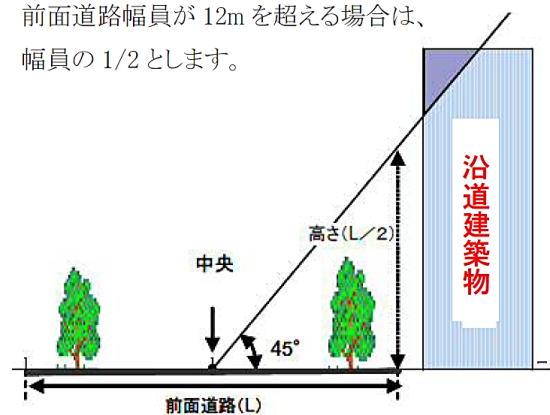 前面道路幅員が 12m を超える場合は、
幅員の 1/2 とします。
沿道建築物
高さ(L/2)
中央
45°
前面道路(L)